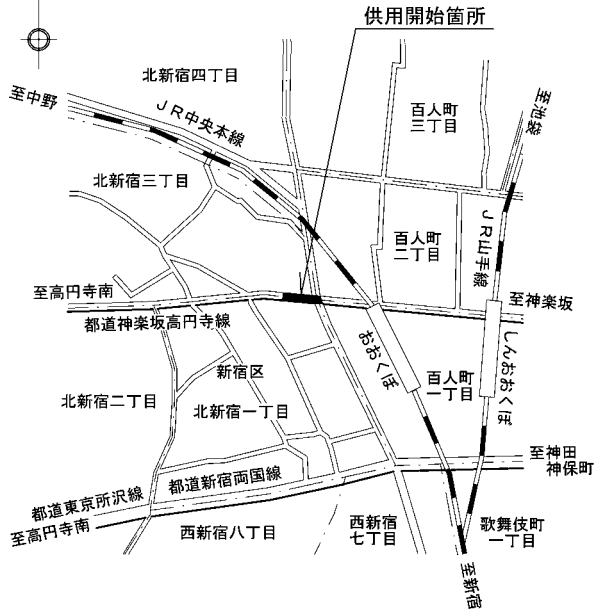 供用開始箇所
北新宿四丁目
至中野
JR中央本線
百人町
三丁目
至池袋
北新宿三丁目
百人町
二丁目
JR山手線
至高円寺南
至神楽坂
都道神楽坂高円寺線
おおくぼ
しんおおくぼ
新宿区
百人町
一丁目
北新宿二丁目
北新宿一丁目
至神田
神保町
都道新宿両国線
都道東京所沢線
至高円寺南
西新宿八丁目
西新宿
七丁目
歌舞伎町
一丁目
至新宿